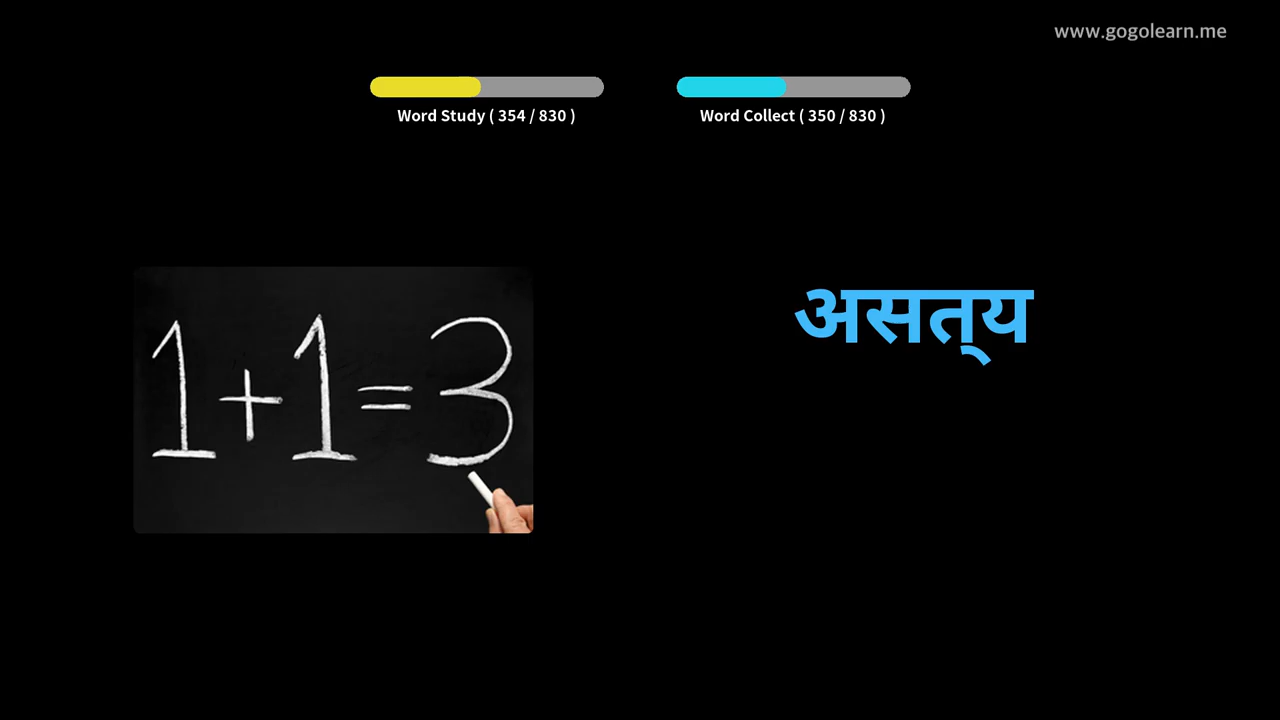 www.gogolearn.me
Word Study ( 354 / 830 )
Word Collect ( 350 / 830 )
1+1=3
असत्‌य